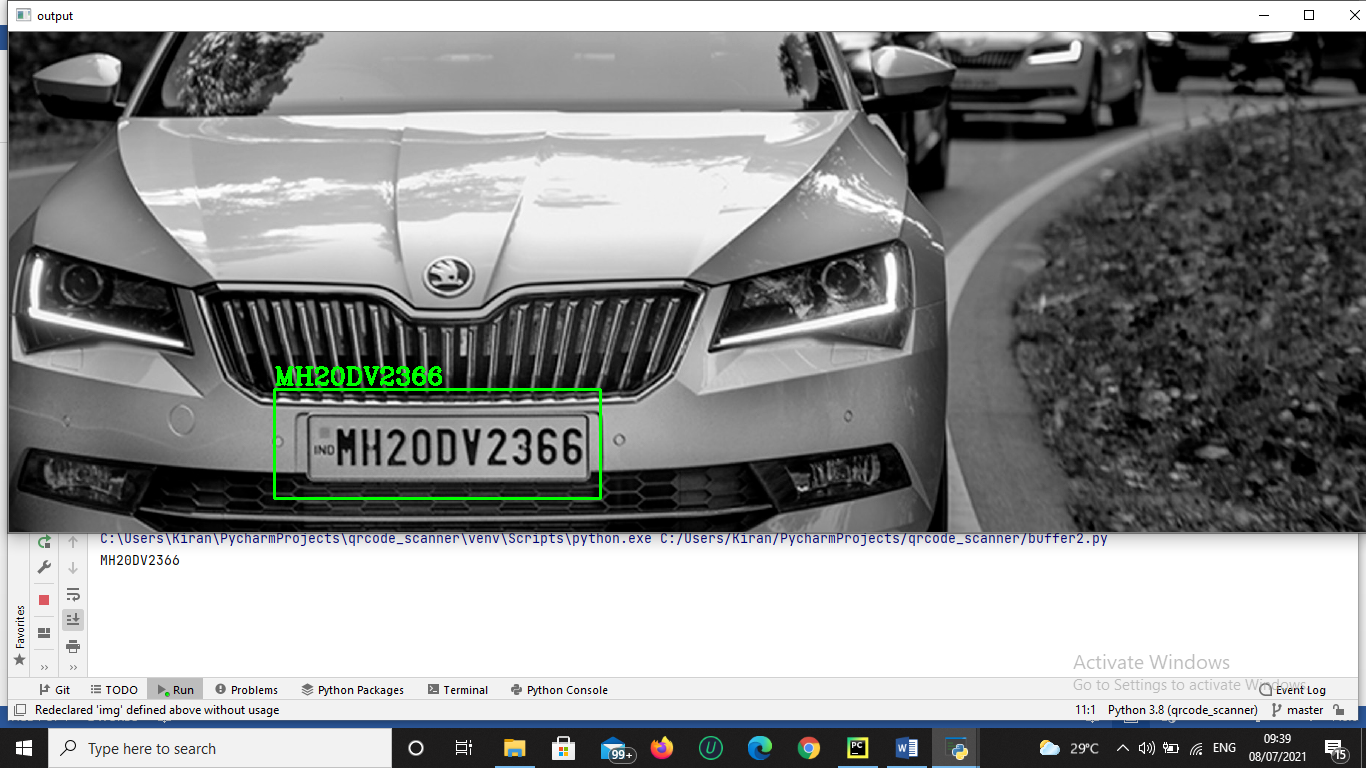 output
MH20DV2366
IND MH20DV2366
C:\Users\Kiran\PycharmProjects\qrcode_scanner\venv\Scripts\python.exe C:/Users/Kiran/PycharmProjects/qrcode_scanner/buffer2.py
MH20DV2366
Favorites
Activate Windows
Go to Settings to activate Windows.
Git TODO Run Problems Python Packages Terminal Python Console Event Log
Redeclared 'img' defined above without usage 11:1 Python 3.8 (qrcode_scanner) master
Type here to search 99+ U PC W 29°C ENG 09:39
08/07/2021 15